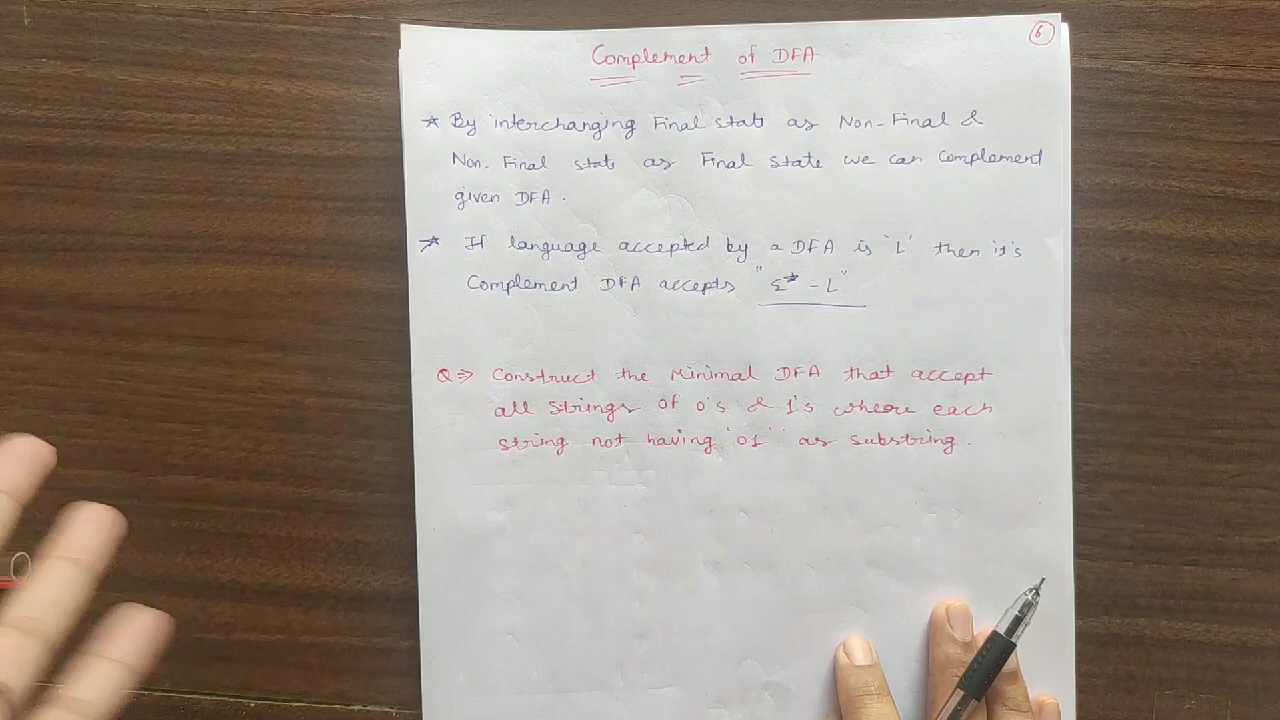 6
Complement of DFA
* By interchanging Final state as Non-Final &
Non-Final state as Final state we can complement
given DFA.
* If language accepted by a DFA is 'L' then it's
Complement DFA accepts "Σ* - L"
Q ⇒ Construct the Minimal DFA that accept
all strings of 0's & 1's where each
string not having '01' as substring.